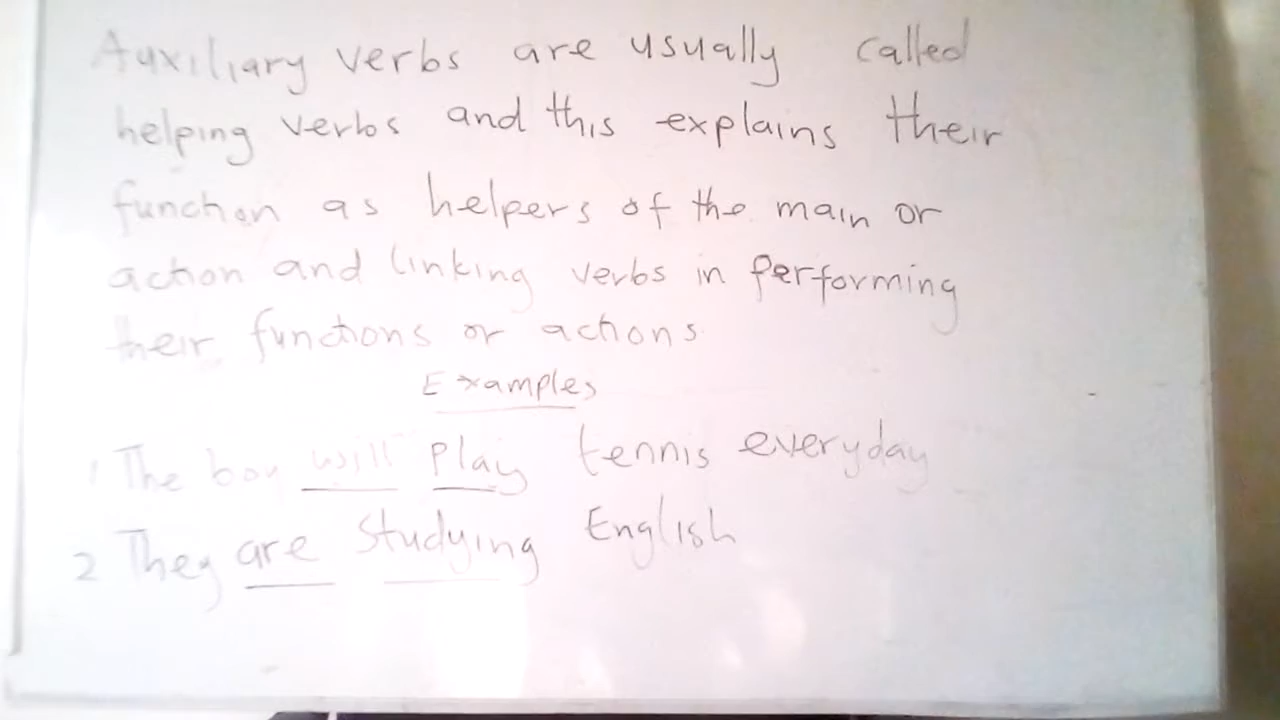 Auxiliary verbs are usually called
helping verbs and this explains their
function as helpers of the main or
action and linking verbs in performing
their functions or actions.
Examples
1 The boy will play tennis everyday
2 They are studying English